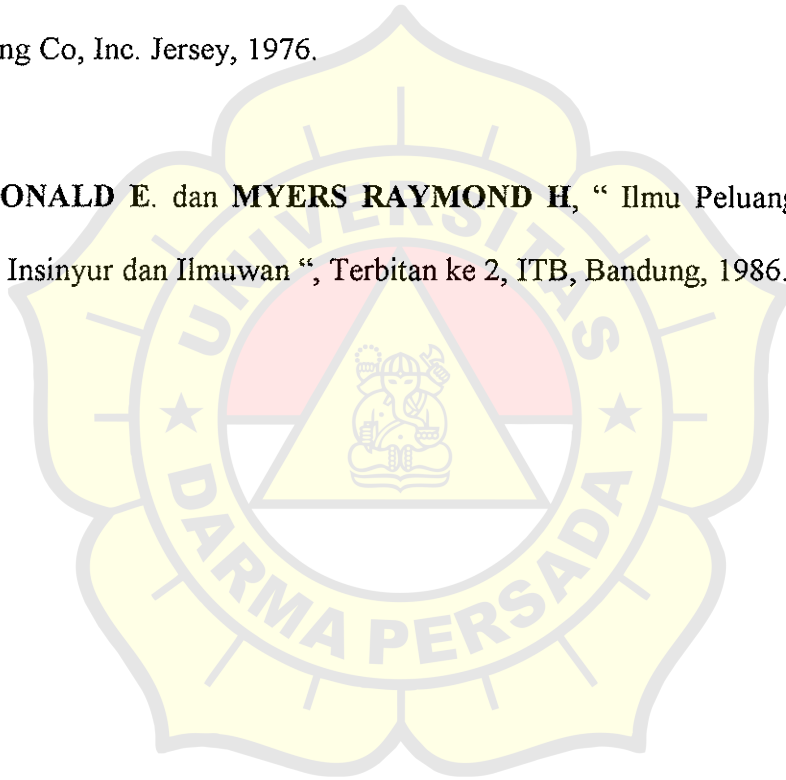 ng Co, Inc. Jersey, 1976.
ONALD E. dan MYERS RAYMOND H, “ Ilmu Peluang
Insinyur dan Ilmuwan “, Terbitan ke 2, ITB, Bandung, 1986.
UNIVERSITAS
DARMA PERSADA